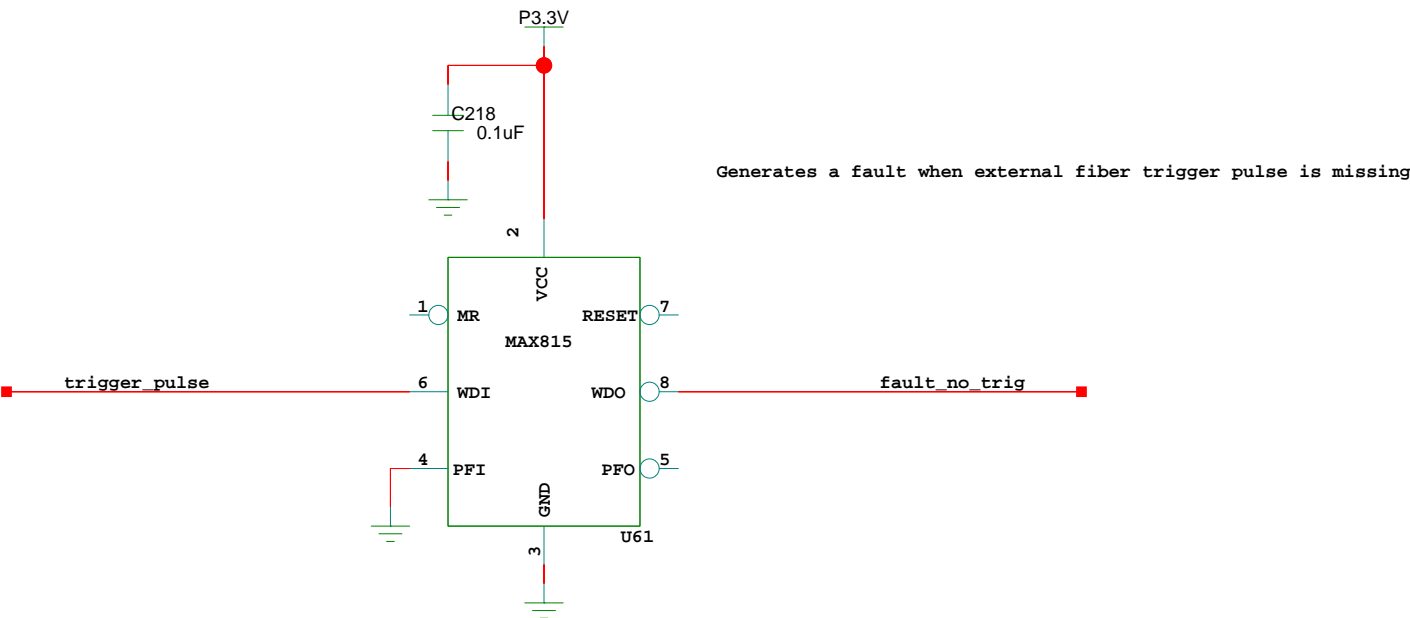 P3.3V
C218
0.1uF
Generates a fault when external fiber trigger pulse is missing
2
VCC
1
MR
RESET
7
MAX815
trigger_pulse
6
WDI
WDO
8
fault_no_trig
4
PFI
PFO
5
GND
U61
3